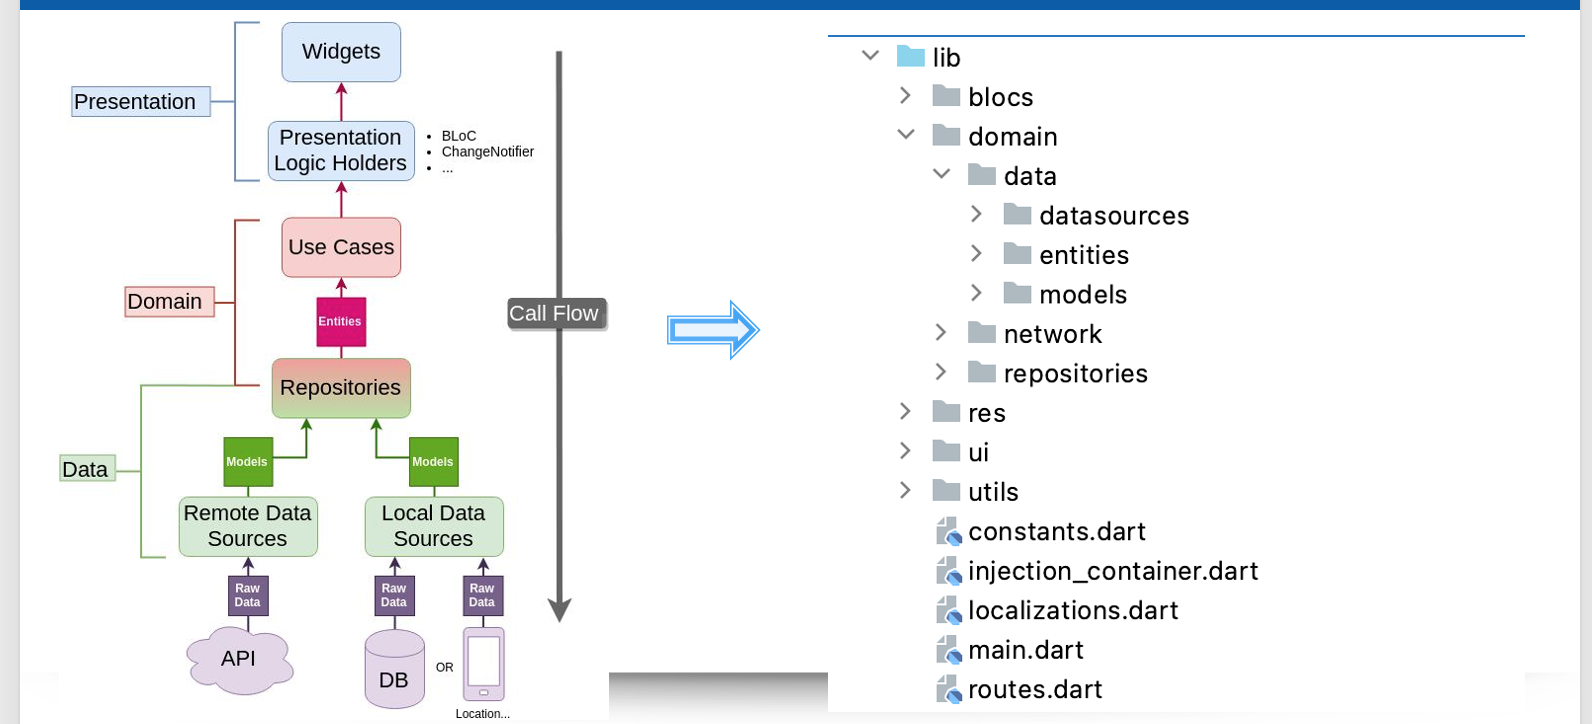 Widgets
Presentation
Presentation
Logic Holders
• BLoC
• ChangeNotifier
• ...
Use Cases
Domain
Entities
Call Flow
Repositories
Data
Models
Models
Remote Data
Sources
Local Data
Sources
Raw
Data
Raw
Data
Raw
Data
API
DB
OR
Location...
lib
blocs
domain
data
datasources
entities
models
network
repositories
res
ui
utils
constants.dart
injection_container.dart
localizations.dart
main.dart
routes.dart